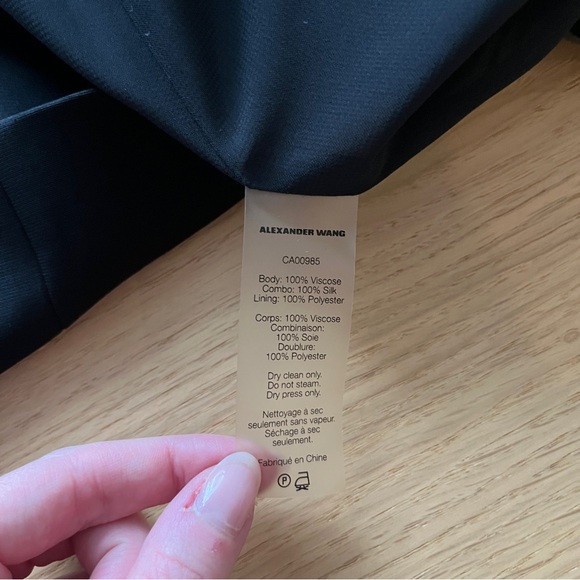 ALEXANDER WANG
CA00985
Body: 100% Viscose
Combo: 100% Silk
Lining: 100% Polyester
Corps: 100% Viscose
Combinaison:
100% Soie
Doublure:
100% Polyester
Dry clean only.
Do not steam.
Dry press only.
Nettoyage à sec
seulement sans vapeur.
Séchage à sec
seulement.
Fabriqué en Chine
P